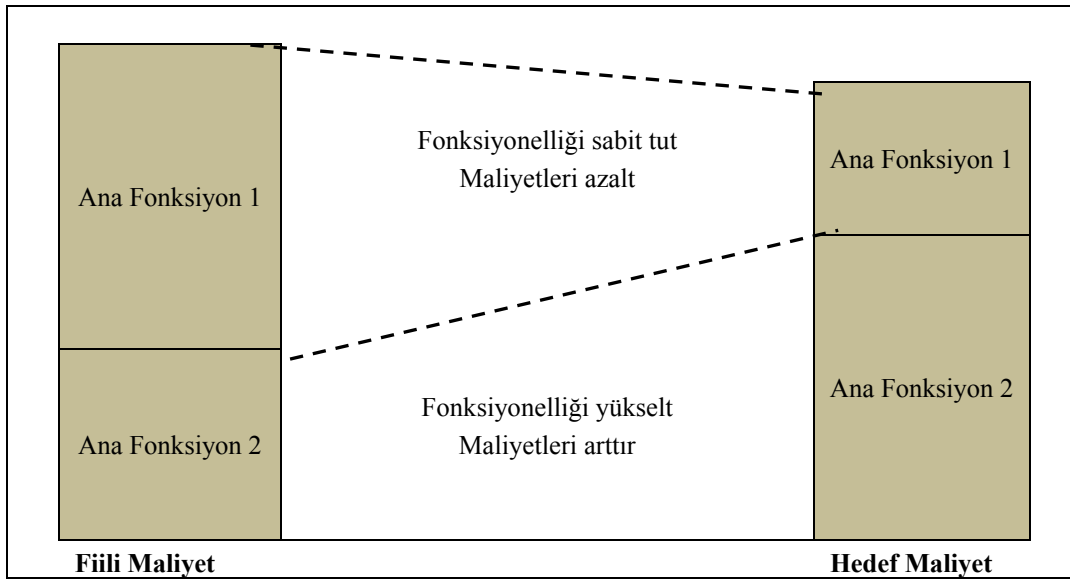 Fonksiyonelliği sabit tut
Maliyetleri azalt
Ana Fonksiyon 1
Ana Fonksiyon 1
Ana Fonksiyon 2
Fonksiyonelliği yükselt
Maliyetleri arttır
Ana Fonksiyon 2
Fiili Maliyet
Hedef Maliyet